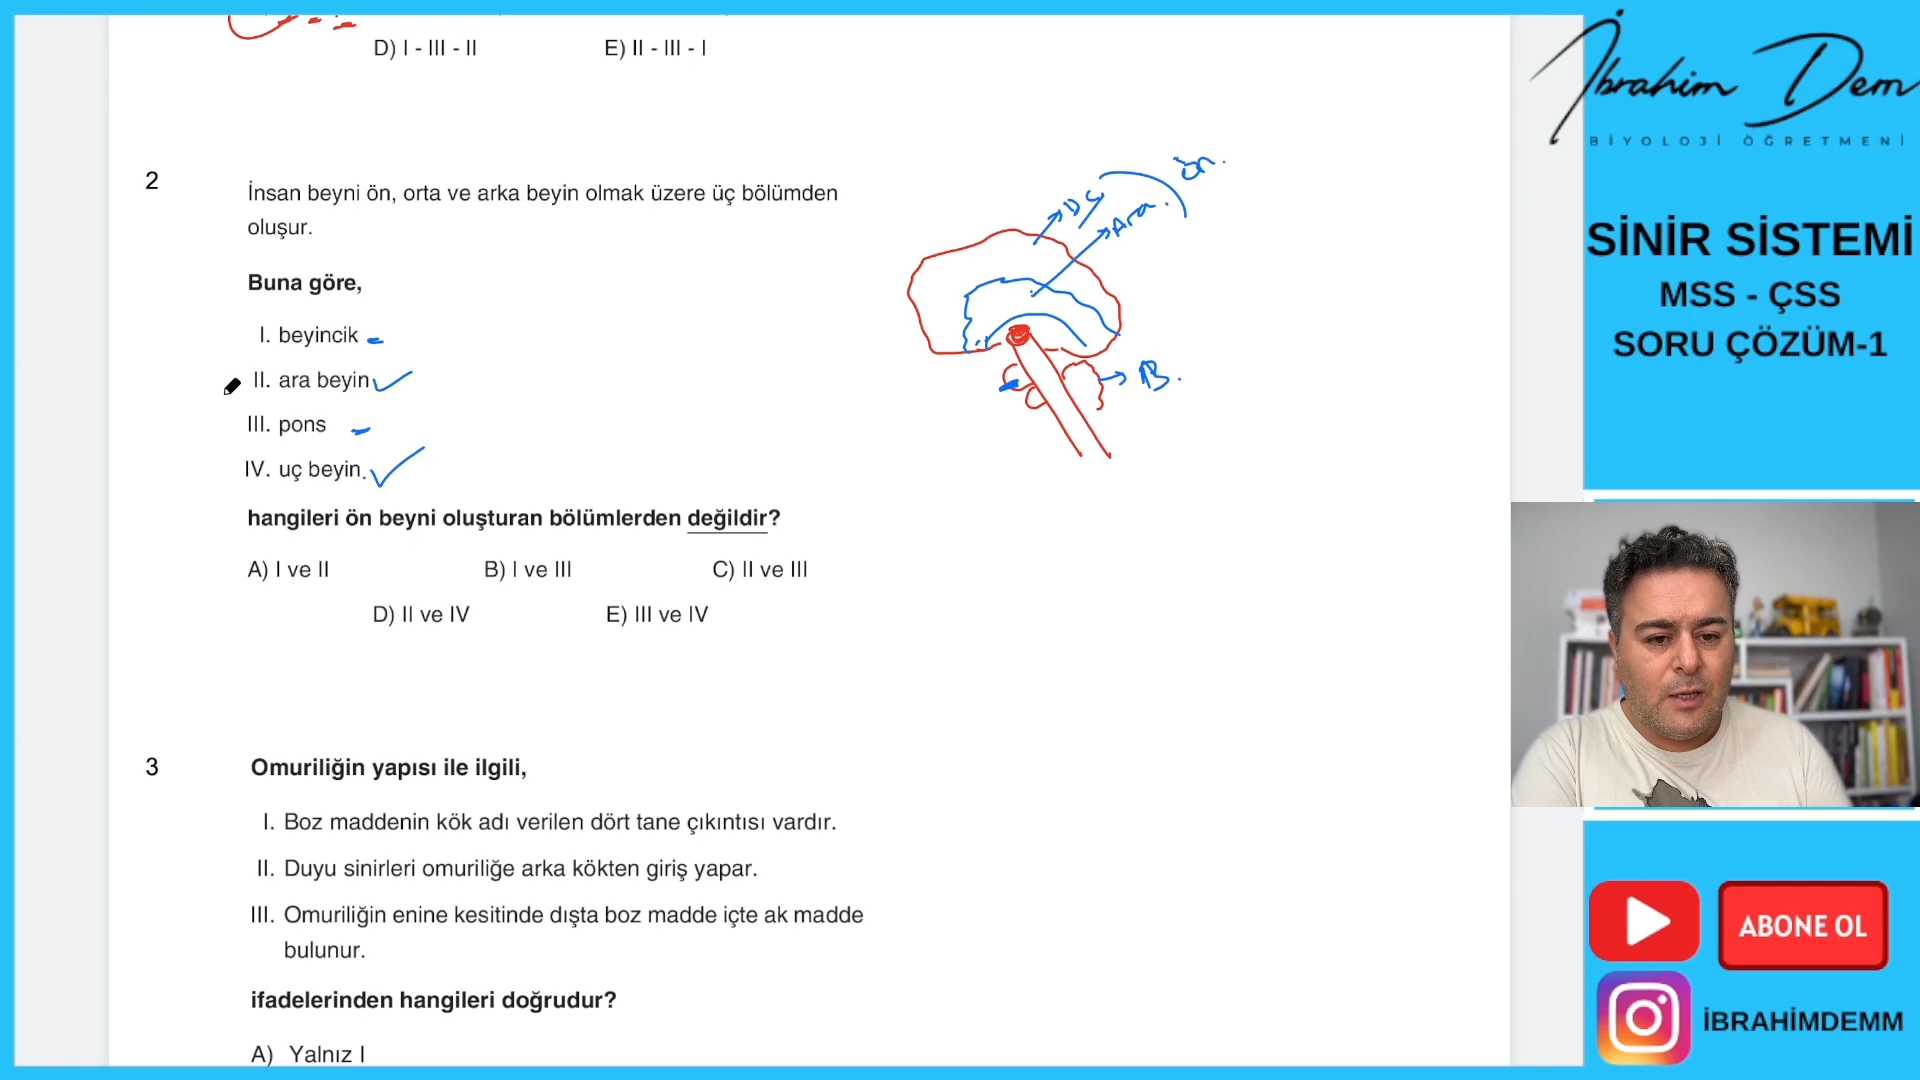 D) I - III - II E) II - III - I
2
İnsan beyni ön, orta ve arka beyin olmak üzere üç bölümden
oluşur.
Buna göre,
I. beyincik
II. ara beyin
III. pons
IV. uç beyin.
hangileri ön beyni oluşturan bölümlerden değildir?
A) I ve II B) I ve III C) II ve III
D) II ve IV E) III ve IV
Ön.
Ara.
3
Omuriliğin yapısı ile ilgili,
I. Boz maddenin kök adı verilen dört tane çıkıntısı vardır.
II. Duyu sinirleri omuriliğe arka kökten giriş yapar.
III. Omuriliğin enine kesitinde dışta boz madde içte ak madde
bulunur.
ifadelerinden hangileri doğrudur?
A) Yalnız I
İbrahim Dem
BİYOLOJİ ÖĞRETMENİ
SİNİR SİSTEMİ
MSS - ÇSS
SORU ÇÖZÜM-1
ABONE OL
İBRAHİMDEMM